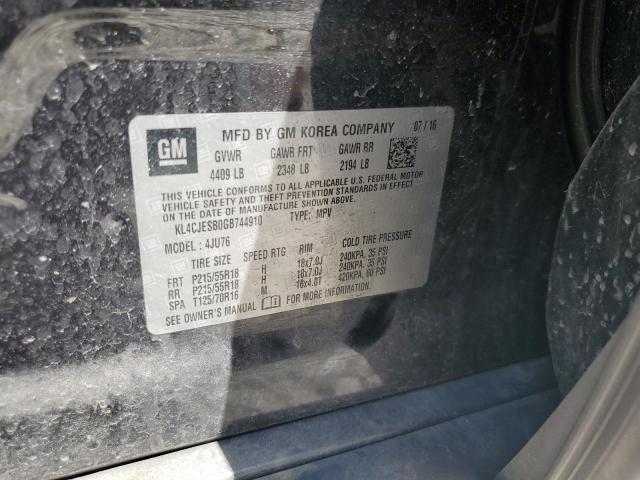 GM MFD BY GM KOREA COMPANY 07/16
GVWR GAWR FRT GAWR RR
4409 LB 2348 LB 2194 LB
THIS VEHICLE CONFORMS TO ALL APPLICABLE U.S. FEDERAL MOTOR
VEHICLE SAFETY AND THEFT PREVENTION STANDARDS IN EFFECT
ON THE DATE OF MANUFACTURE SHOWN ABOVE.
KL4CJESB0GB744910 TYPE: MPV
MODEL: 4JU76
TIRE SIZE SPEED RTG RIM COLD TIRE PRESSURE
FRT P215/55R18 H 18x7.0J 240KPA, 35 PSI
RR P215/55R18 H 18x7.0J 240KPA, 35 PSI
SPA T125/70R16 M 16x4.0T 420KPA, 60 PSI
SEE OWNER'S MANUAL FOR MORE INFORMATION.